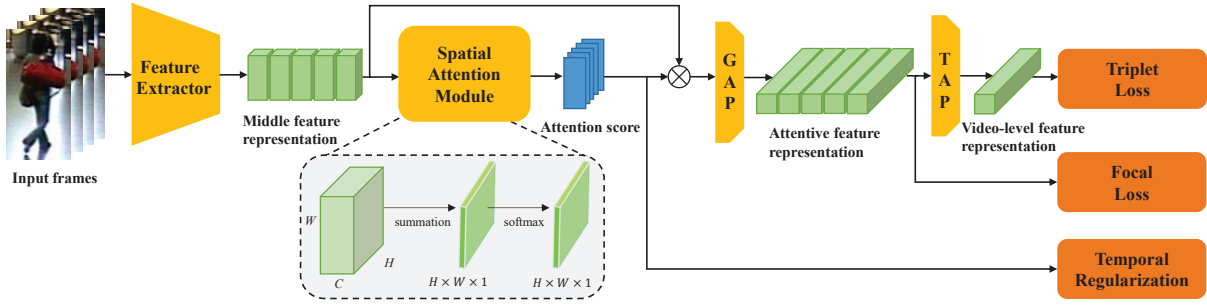 Input frames
Feature
Extractor
Middle feature
representation
Spatial
Attention
Module
Attention score
G
A
P
Attentive feature
representation
T
A
P
Video-level feature
representation
Triplet
Loss
Focal
Loss
Temporal
Regularization
W
H
C
summation
softmax
H × W × 1
H × W × 1